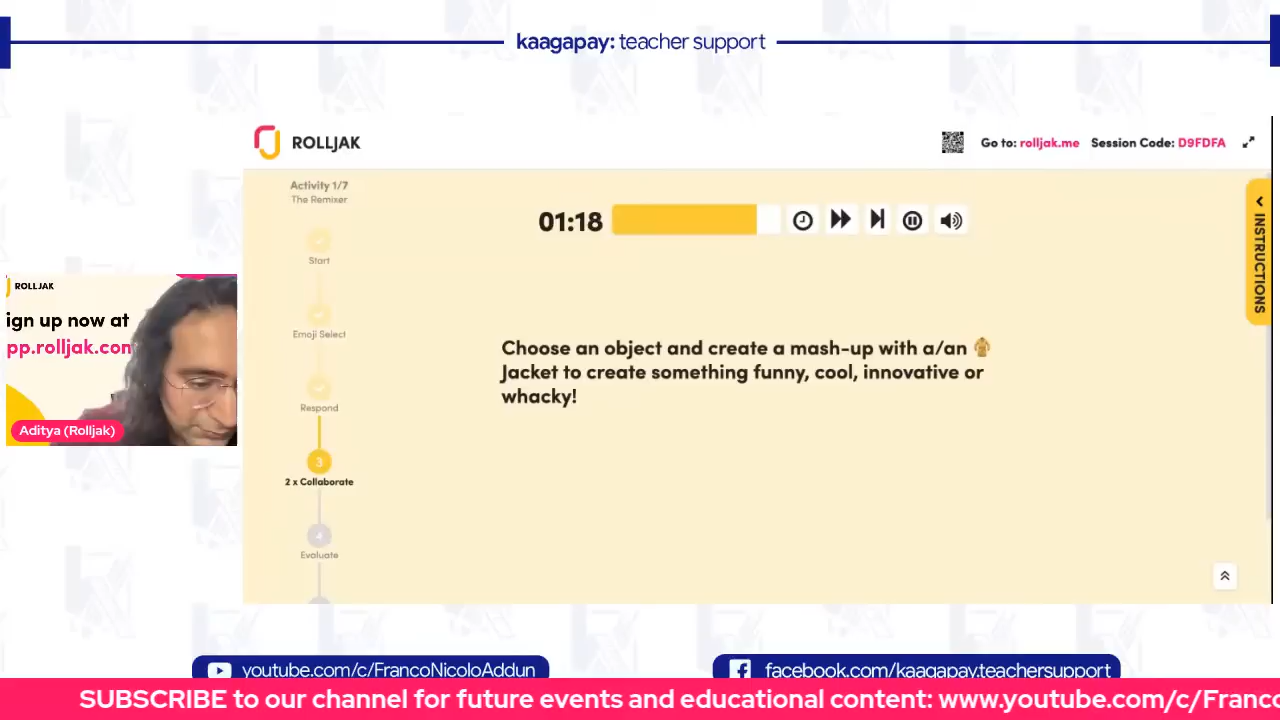 kaagapay: teacher support
ROLLJAK
Go to: rolljak.me Session Code: D9FDFA
Activity 1/7
The Remixer
01:18
Start
INSTRUCTIONS
Emoji Select
Choose an object and create a mash-up with a/an
Jacket to create something funny, cool, innovative or
whacky!
Respond
3
2 x Collaborate
4
Evaluate
ROLLJAK
ign up now at
pp.rolljak.com
Aditya (Rolljak)
youtube.com/c/FrancoNicoloAddun
facebook.com/kaagapay.teachersupport
SUBSCRIBE to our channel for future events and educational content: www.youtube.com/c/Franco